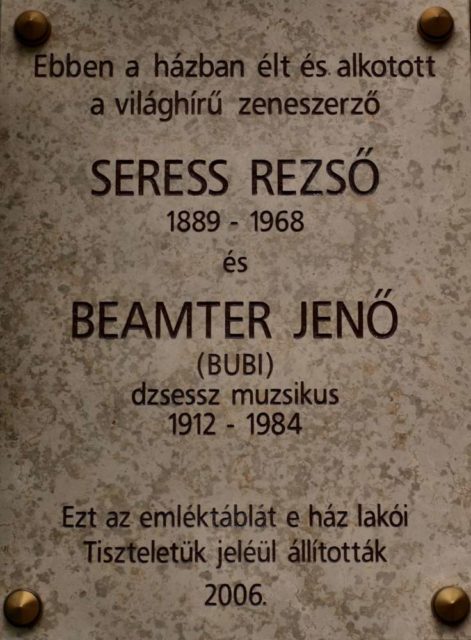 Ebben a házban élt és alkotott
a világhírű zeneszerző
SERESS REZSŐ
1889 - 1968
és
BEAMTER JENŐ
(BUBI)
dzsessz muzsikus
1912 - 1984
Ezt az emléktáblát e ház lakói
Tiszteletük jeléül állították
2006.